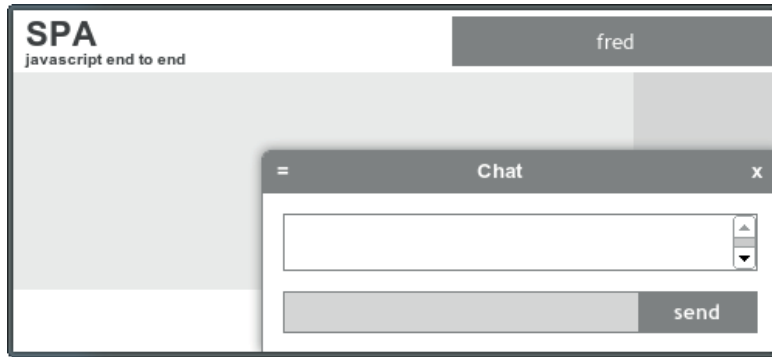 SPA
javascript end to end
fred
= Chat x
send